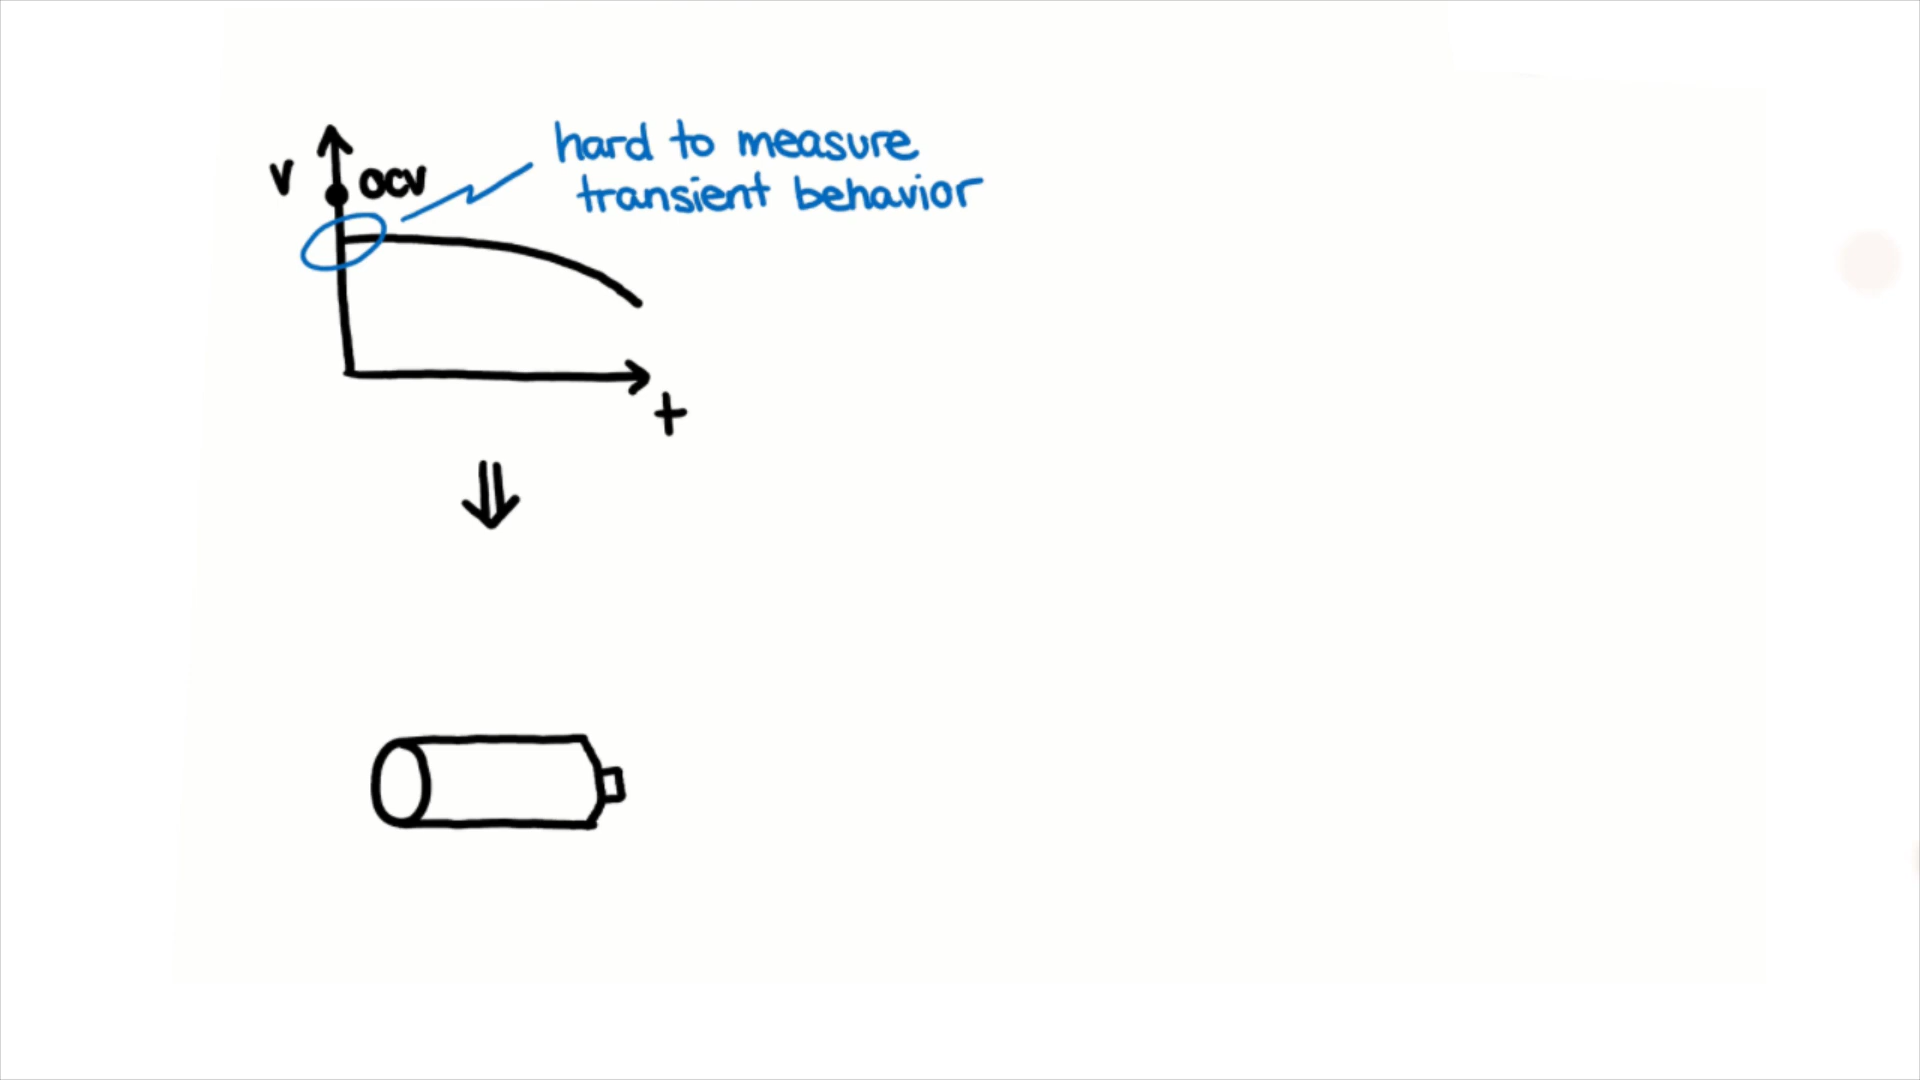 hard to measure
transient behavior
V
OCV
t